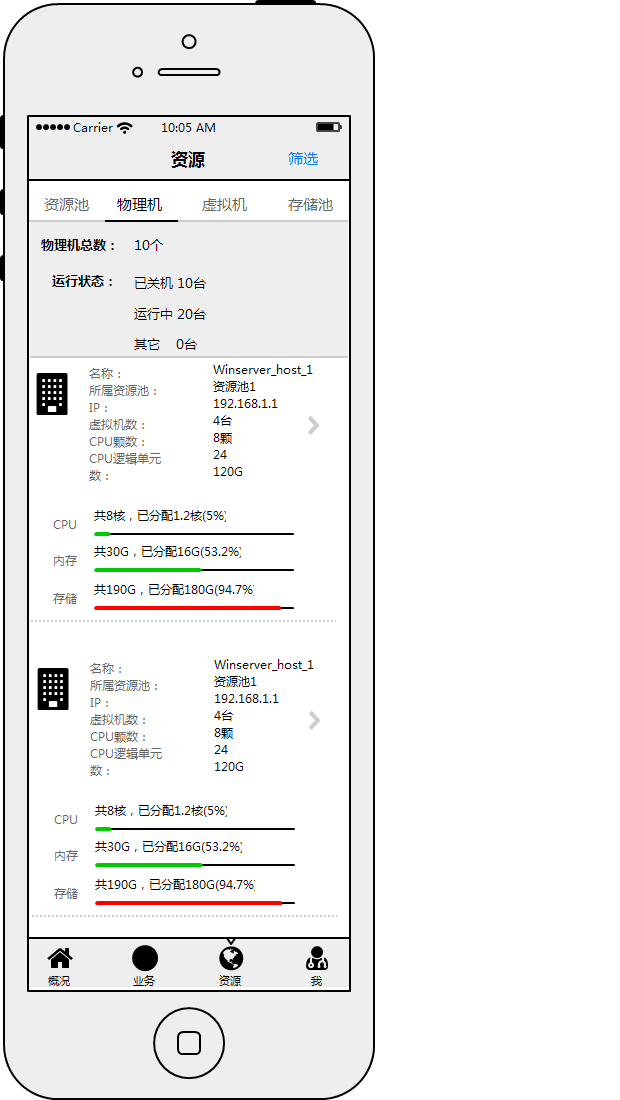 Carrier 10:05 AM
资源 筛选
资源池 物理机 虚拟机 存储池
物理机总数： 10个
运行状态： 已关机 10台
运行中 20台
其它 0台
名称： Winserver_host_1
所属资源池： 资源池1
IP： 192.168.1.1
虚拟机数： 4台
CPU颗数： 8颗
CPU逻辑单元 24
数： 120G
CPU 共8核，已分配1.2核(5%)
内存 共30G，已分配16G(53.2%)
存储 共190G，已分配180G(94.7%)
名称： Winserver_host_1
所属资源池： 资源池1
IP： 192.168.1.1
虚拟机数： 4台
CPU颗数： 8颗
CPU逻辑单元 24
数： 120G
CPU 共8核，已分配1.2核(5%)
内存 共30G，已分配16G(53.2%)
存储 共190G，已分配180G(94.7%)
概况 业务 资源 我